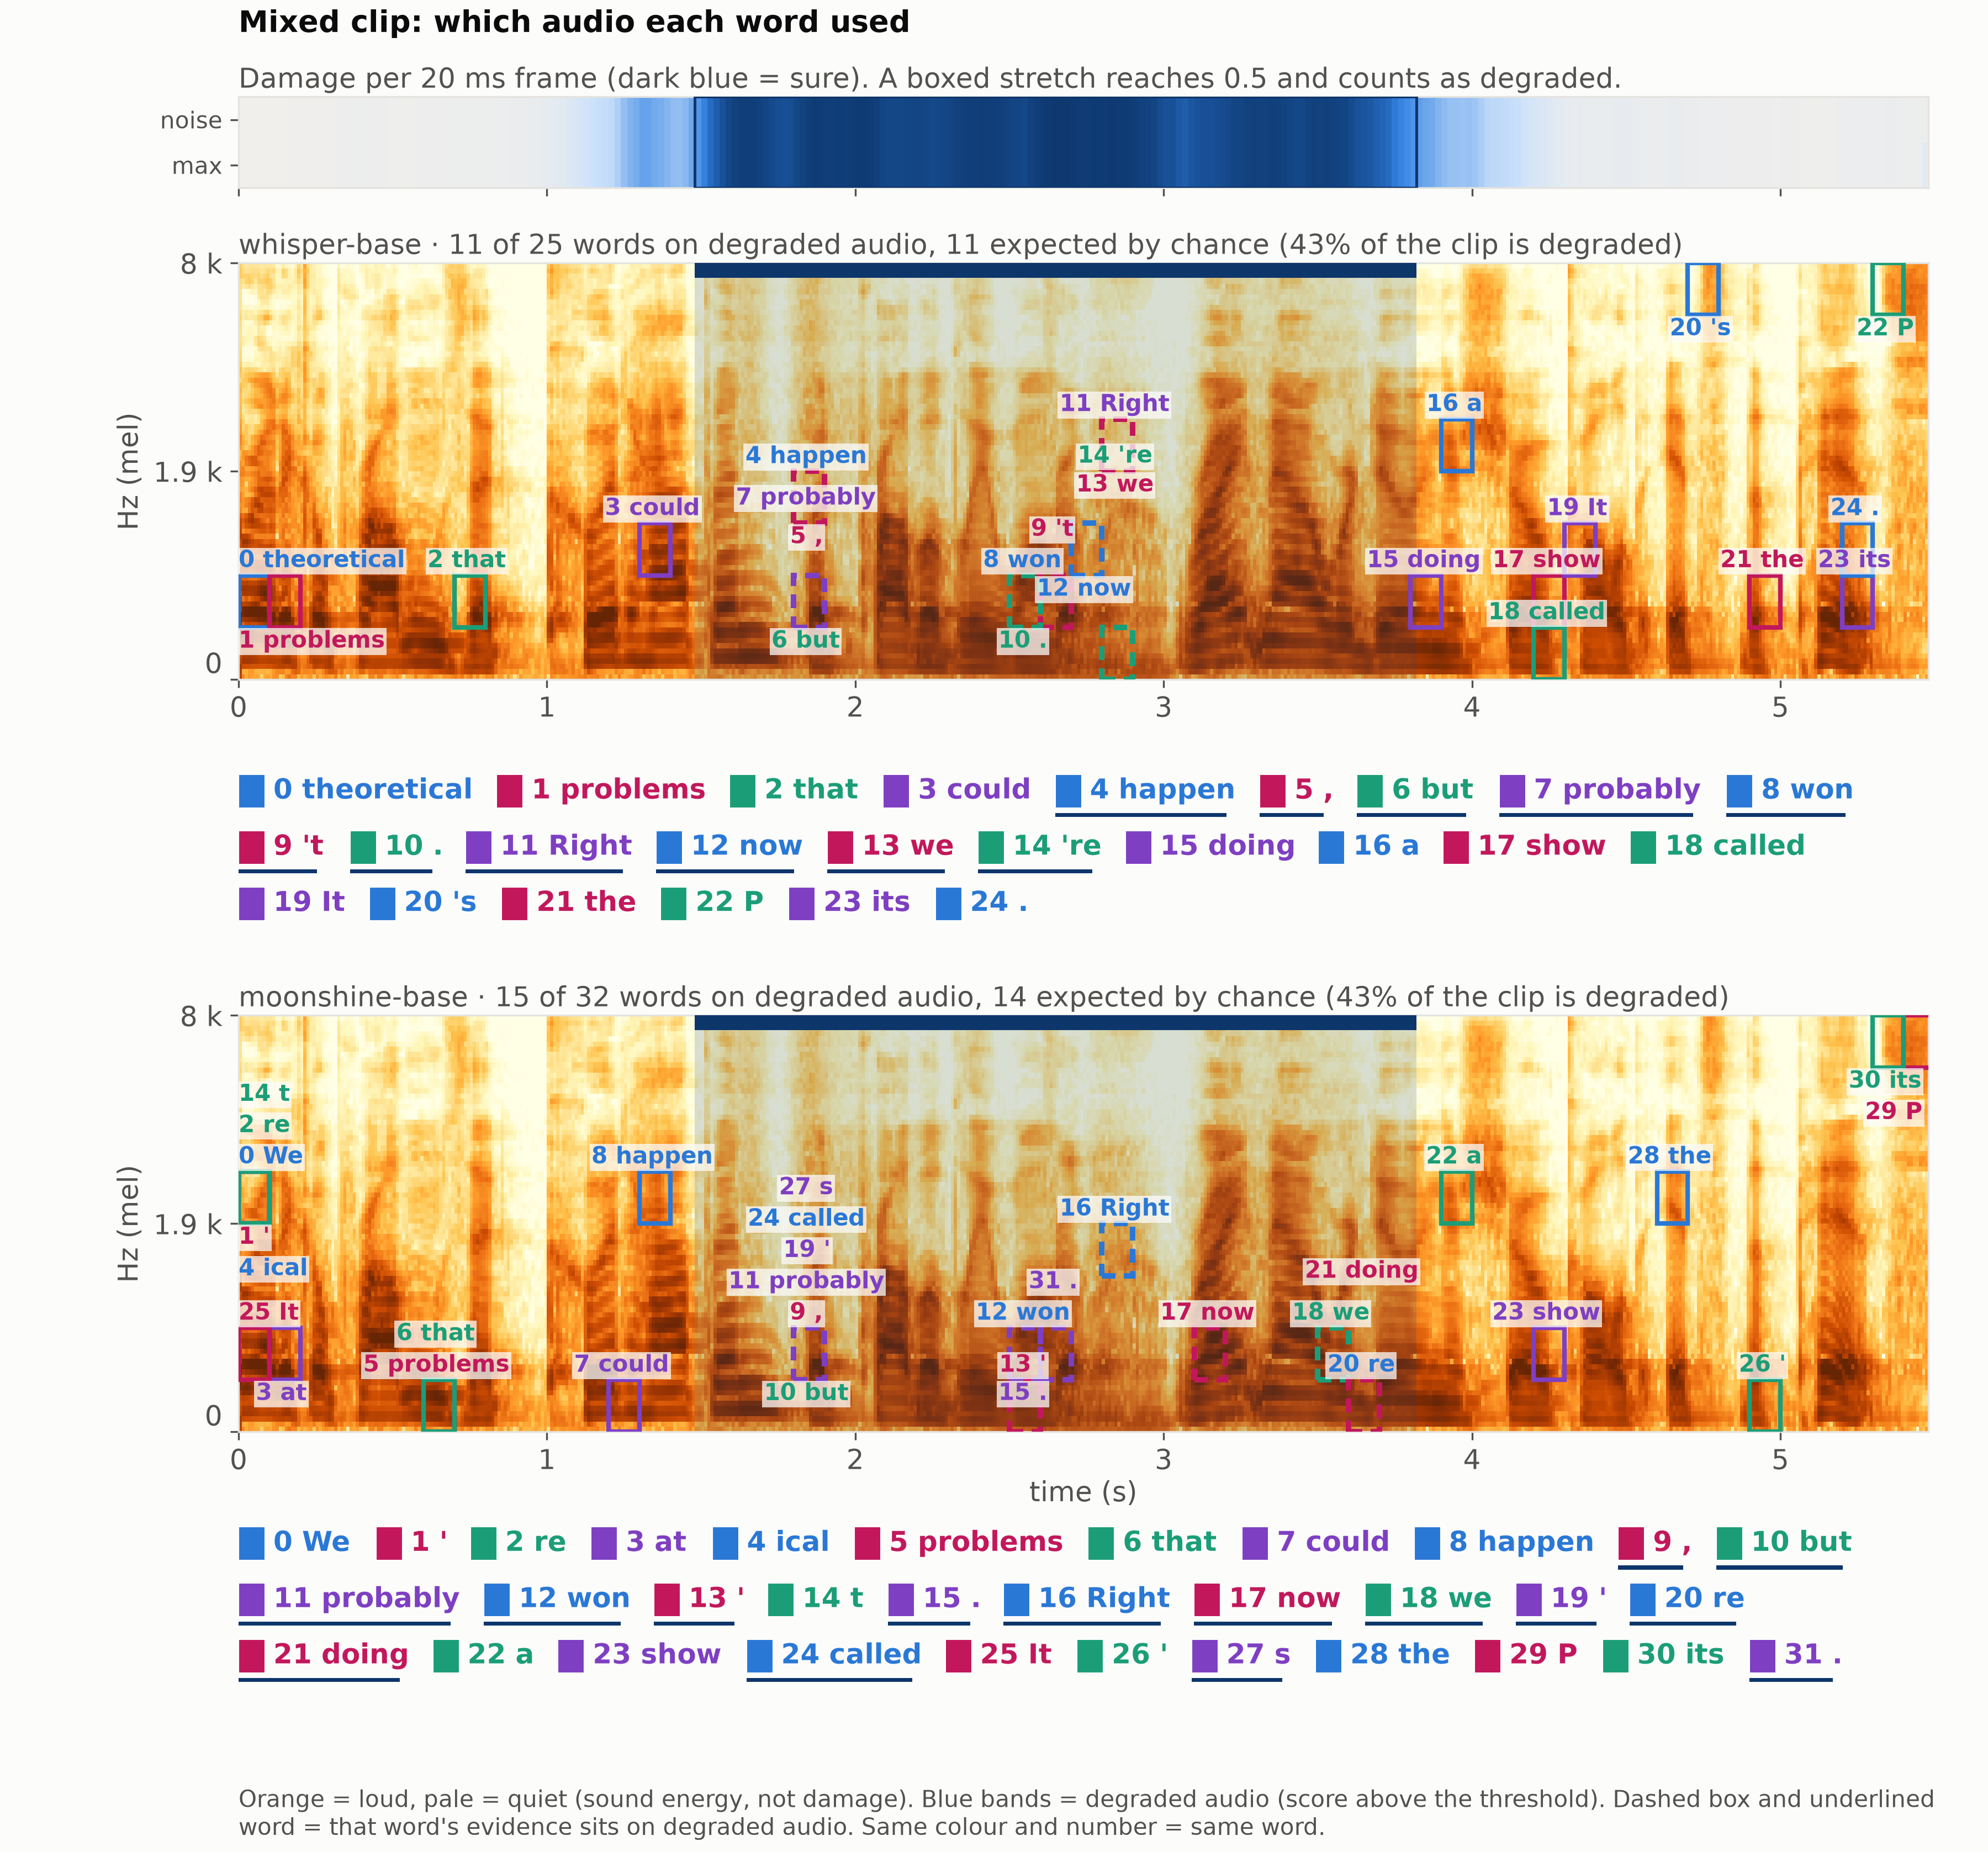 Mixed clip: which audio each word used
Damage per 20 ms frame (dark blue = sure). A boxed stretch reaches 0.5 and counts as degraded.
noise
max
whisper-base · 11 of 25 words on degraded audio, 11 expected by chance (43% of the clip is degraded)
8 k
20 's
22 P
11 Right
16 a
4 happen
14 're
Hz (mel)
1.9 k
7 probably
13 we
3 could
5 ,
9 't
19 It
24 .
0 theoretical
2 that
8 won
15 doing
17 show
21 the
23 its
12 now
18 called
1 problems
6 but
10 .
0
0 1 2 3 4 5
0 theoretical 1 problems 2 that 3 could 4 happen 5 , 6 but 7 probably 8 won
9 't 10 . 11 Right 12 now 13 we 14 're 15 doing 16 a 17 show 18 called
19 It 20 's 21 the 22 P 23 its 24 .
moonshine-base · 15 of 32 words on degraded audio, 14 expected by chance (43% of the clip is degraded)
8 k
14 t
30 its
2 re
29 P
0 We
8 happen
22 a
28 the
27 s
16 Right
Hz (mel)
1.9 k
24 called
1 '
19 '
4 ical
11 probably
31 .
21 doing
25 It
9 ,
12 won
17 now
18 we
23 show
6 that
5 problems
7 could
13 '
20 re
26 '
3 at
10 but
15 .
0
0 1 2 3 4 5
time (s)
0 We 1 ' 2 re 3 at 4 ical 5 problems 6 that 7 could 8 happen 9 , 10 but
11 probably 12 won 13 ' 14 t 15 . 16 Right 17 now 18 we 19 ' 20 re
21 doing 22 a 23 show 24 called 25 It 26 ' 27 s 28 the 29 P 30 its 31 .
Orange = loud, pale = quiet (sound energy, not damage). Blue bands = degraded audio (score above the threshold). Dashed box and underlined
word = that word's evidence sits on degraded audio. Same colour and number = same word.